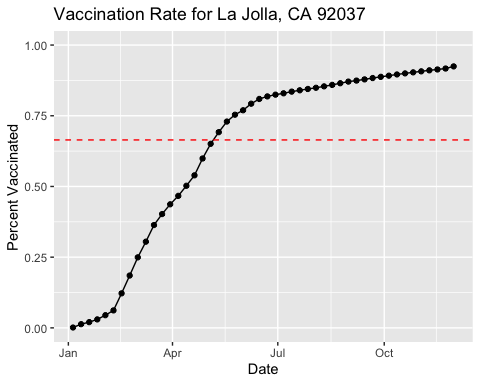 Vaccination Rate for La Jolla, CA 92037
1.00
0.75
0.50
0.25
0.00
Percent Vaccinated
Jan Apr Jul Oct
Date